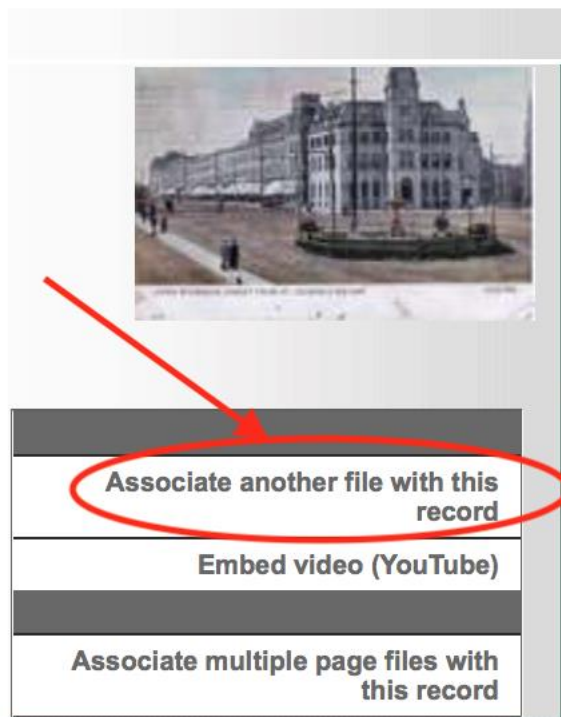 Associate another file with this
record
Embed video (YouTube)
Associate multiple page files with
this record